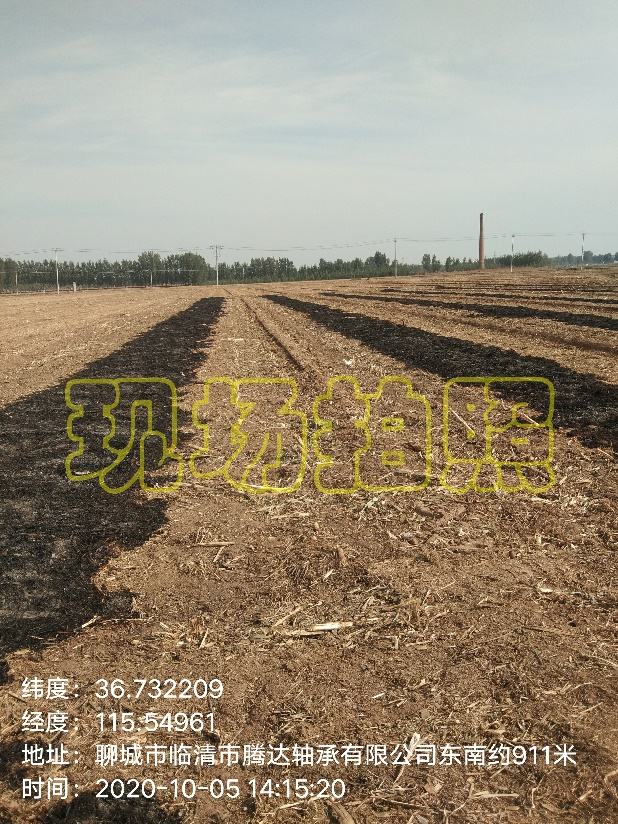 现场拍照
纬度：36.732209
经度：115.54961
地址：聊城市临清市腾达轴承有限公司东南约911米
时间：2020-10-05 14:15:20